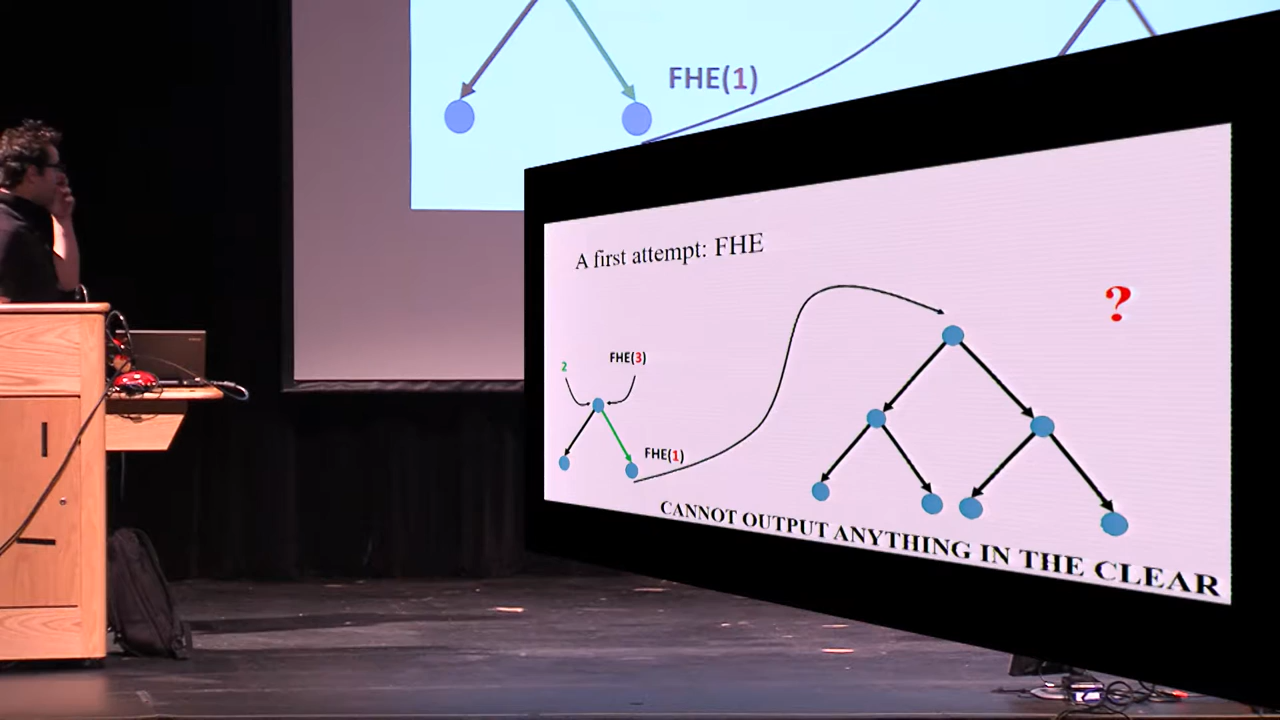 FHE(1)
A first attempt: FHE
?
2
FHE(3)
FHE(1)
CANNOT OUTPUT ANYTHING IN THE CLEAR